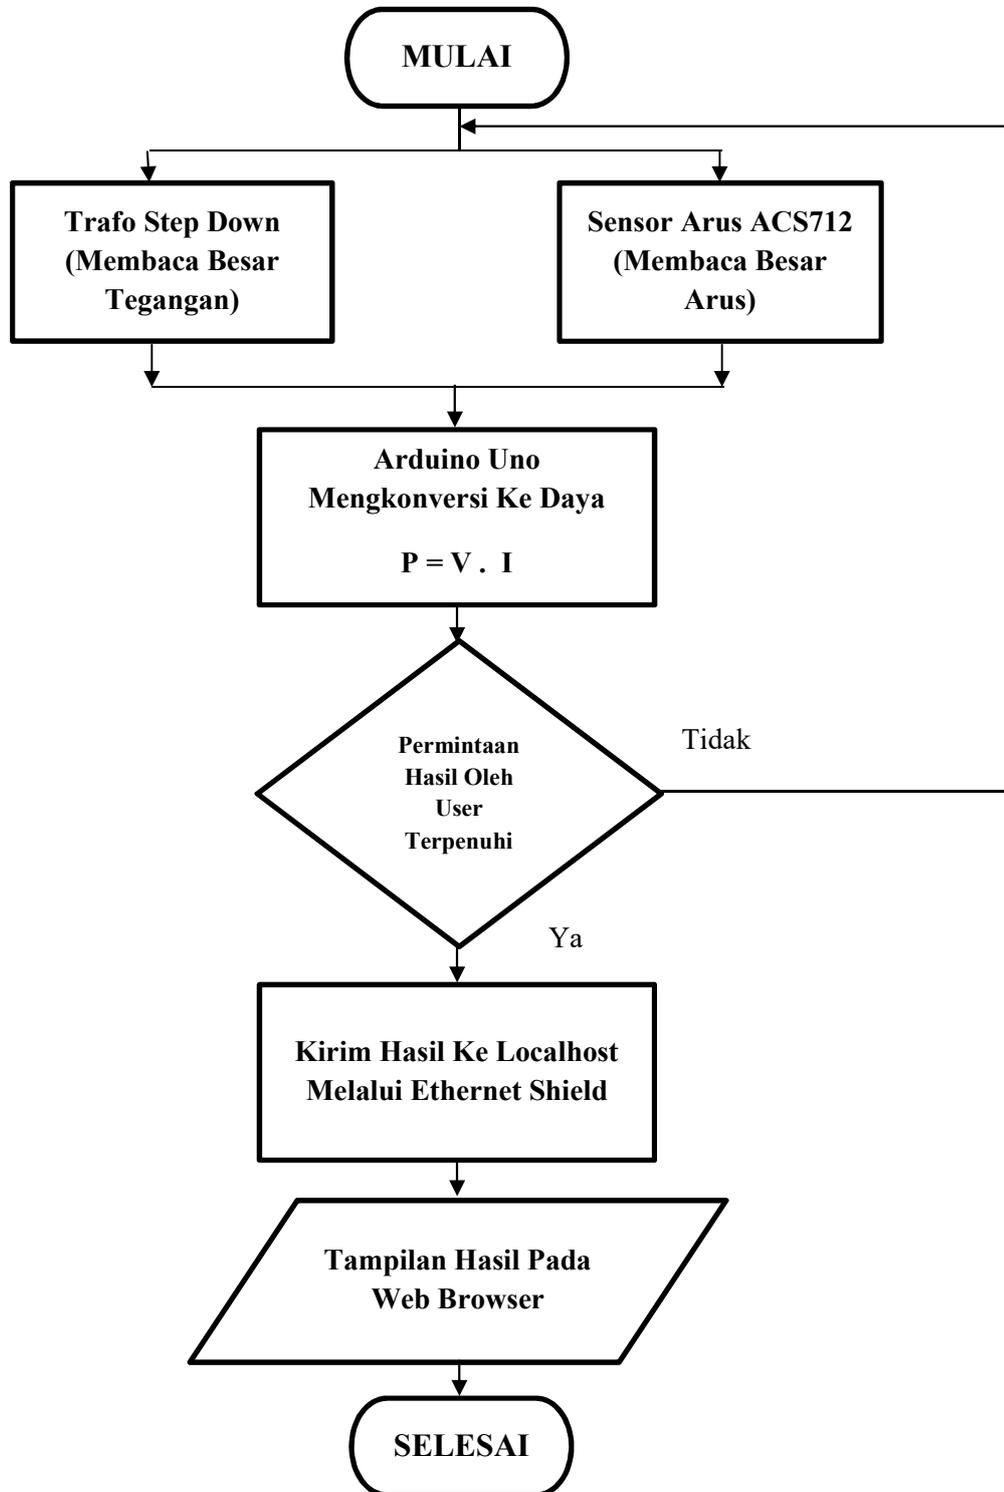 MULAI
Trafo Step Down
(Membaca Besar
Tegangan)
Sensor Arus ACS712
(Membaca Besar
Arus)
Arduino Uno
Mengkonversi Ke Daya
P = V . I
Permintaan
Hasil Oleh
User
Terpenuhi
Tidak
Ya
Kirim Hasil Ke Localhost
Melalui Ethernet Shield
Tampilan Hasil Pada
Web Browser
SELESAI